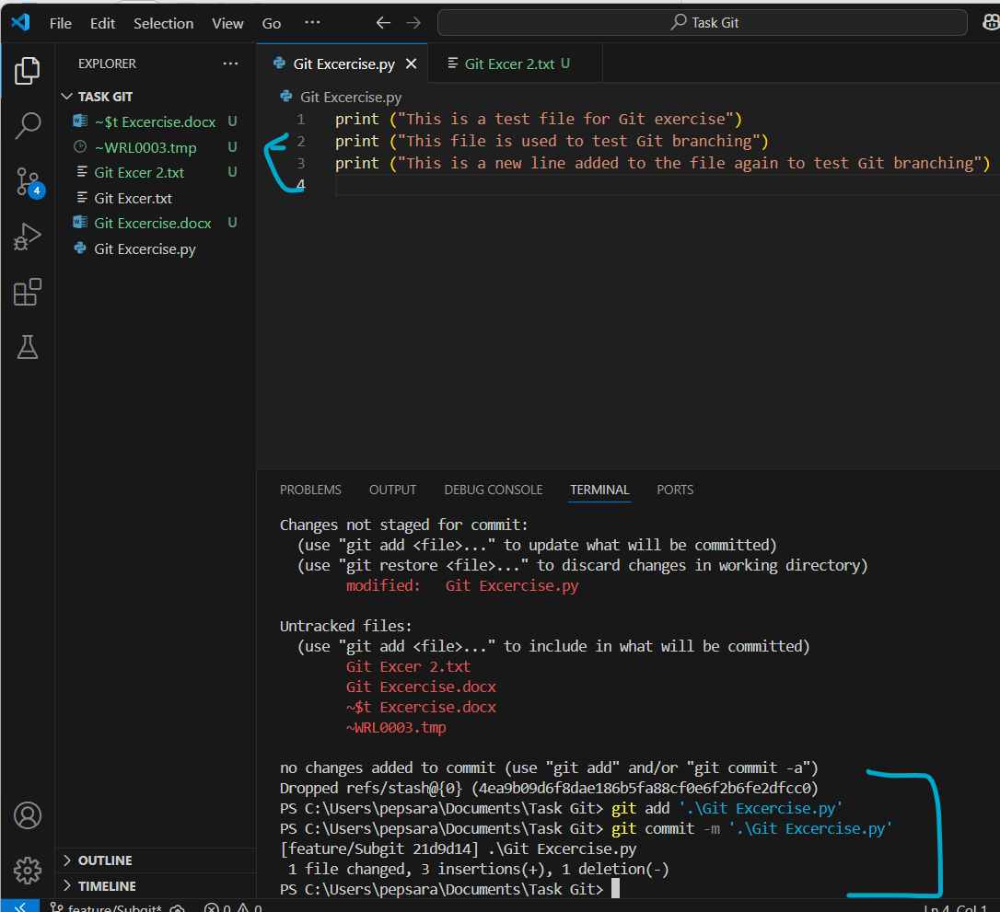 File Edit Selection View Go ··· Task Git
EXPLORER ···
TASK GIT
~$t Excercise.docx U
~WRL0003.tmp U
Git Excer 2.txt U
Git Excer.txt
Git Excercise.docx U
Git Excercise.py
4
OUTLINE
TIMELINE
Git Excercise.py Git Excer 2.txt U
Git Excercise.py
1 print ("This is a test file for Git exercise")
2 print ("This file is used to test Git branching")
3 print ("This is a new line added to the file again to test Git branching")
4
PROBLEMS OUTPUT DEBUG CONSOLE TERMINAL PORTS
Changes not staged for commit:
(use "git add <file>..." to update what will be committed)
(use "git restore <file>..." to discard changes in working directory)
modified: Git Excercise.py
Untracked files:
(use "git add <file>..." to include in what will be committed)
Git Excer 2.txt
Git Excercise.docx
~$t Excercise.docx
~WRL0003.tmp
no changes added to commit (use "git add" and/or "git commit -a")
Dropped refs/stash@{0} (4ea9b09d6f8dae186b5fa88cf0e6f2b6fe2dfcc0)
PS C:\Users\pepsara\Documents\Task Git> git add '.\Git Excercise.py'
PS C:\Users\pepsara\Documents\Task Git> git commit -m '.\Git Excercise.py'
[feature/Subgit 21d9d14] .\Git Excercise.py
1 file changed, 3 insertions(+), 1 deletion(-)
PS C:\Users\pepsara\Documents\Task Git>
feature/Subgit* 0 0 Ln 4, Col 1